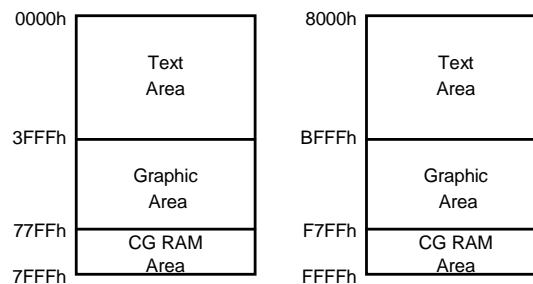 0000h
Text
Area
3FFFh
Graphic
Area
77FFh
CG RAM
Area
7FFFh
8000h
Text
Area
BFFFh
Graphic
Area
F7FFh
CG RAM
Area
FFFFh